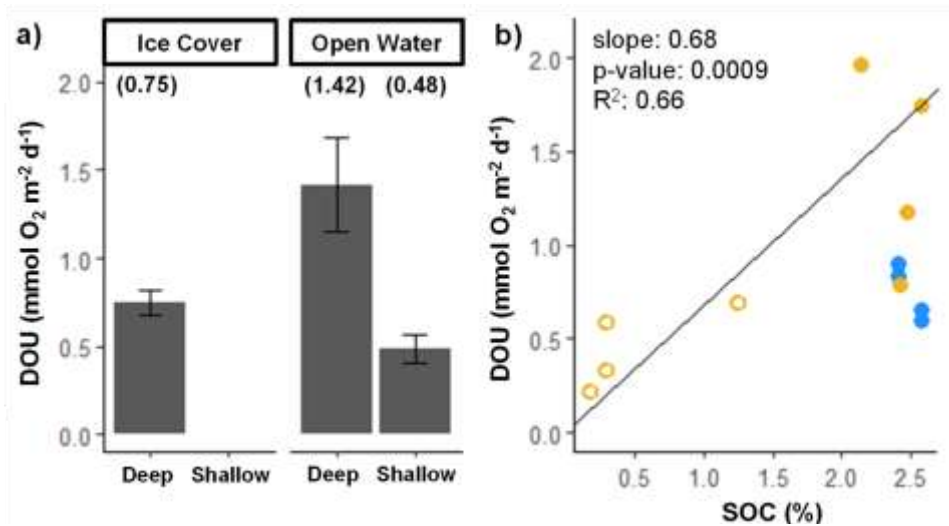 a)
Ice Cover
Open Water
(0.75)
(1.42)
(0.48)
DOU (mmol O₂ m⁻² d⁻¹)
2.0
1.5
1.0
0.5
0.0
Deep
Shallow
Deep
Shallow
b)
slope: 0.68
p-value: 0.0009
R²: 0.66
DOU (mmol O₂ m⁻² d⁻¹)
2.0
1.5
1.0
0.5
0.0
0.5
1.0
1.5
2.0
2.5
SOC (%)